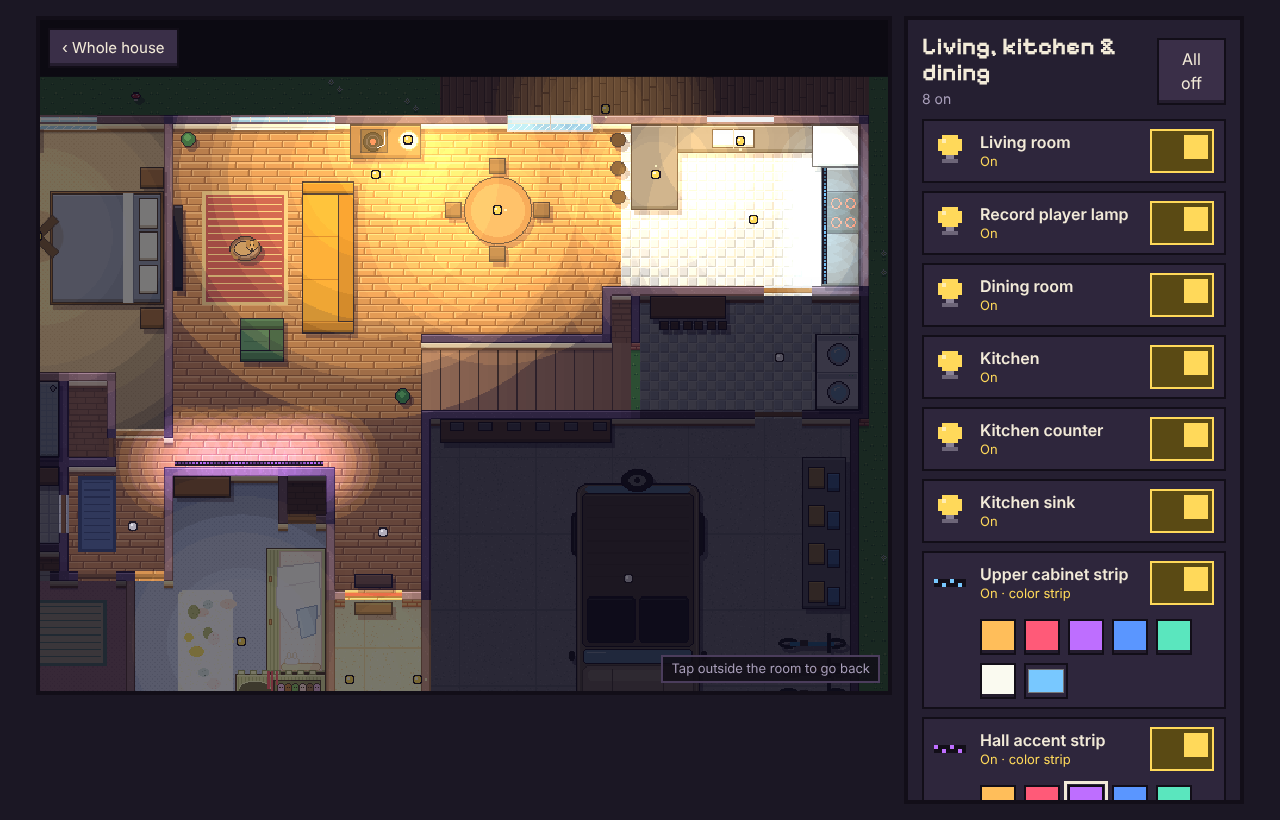 ‹ Whole house
Living, kitchen &
dining
8 on
All
off
Living room
On
Record player lamp
On
Dining room
On
Kitchen
On
Kitchen counter
On
Kitchen sink
On
Upper cabinet strip
On · color strip
Hall accent strip
On · color strip
Tap outside the room to go back